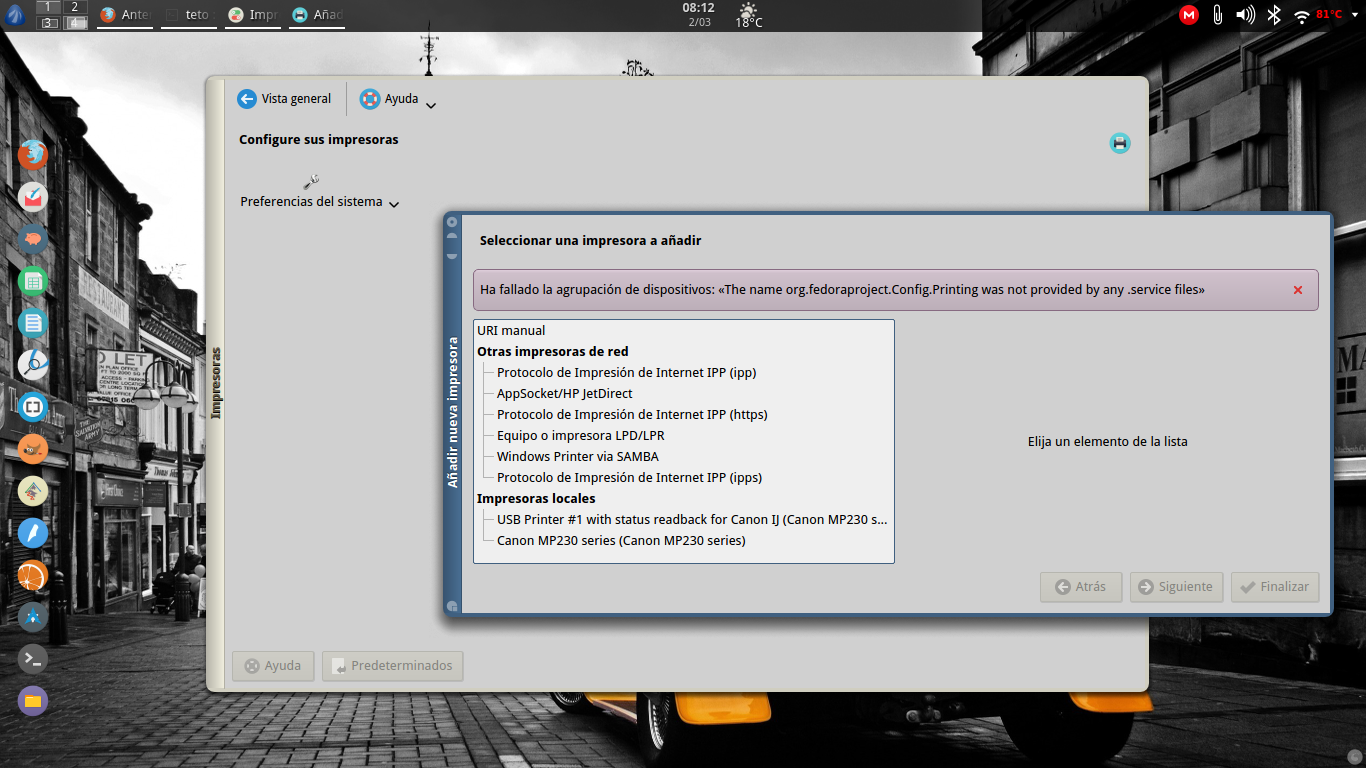 1 2
3 4
Ante
teto
Impr
Añad
08:12
2/03
18°C
M
81°C
Vista general
Ayuda
Configure sus impresoras
Preferencias del sistema
Impresoras
Ayuda
Predeterminados
Añadir nueva impresora
Seleccionar una impresora a añadir
Ha fallado la agrupación de dispositivos: «The name org.fedoraproject.Config.Printing was not provided by any .service files»
URI manual
Otras impresoras de red
Protocolo de Impresión de Internet IPP (ipp)
AppSocket/HP JetDirect
Protocolo de Impresión de Internet IPP (https)
Equipo o impresora LPD/LPR
Windows Printer via SAMBA
Protocolo de Impresión de Internet IPP (ipps)
Impresoras locales
USB Printer #1 with status readback for Canon IJ (Canon MP230 s...
Canon MP230 series (Canon MP230 series)
Elija un elemento de la lista
Atrás
Siguiente
Finalizar
RESTAURANT
O LET